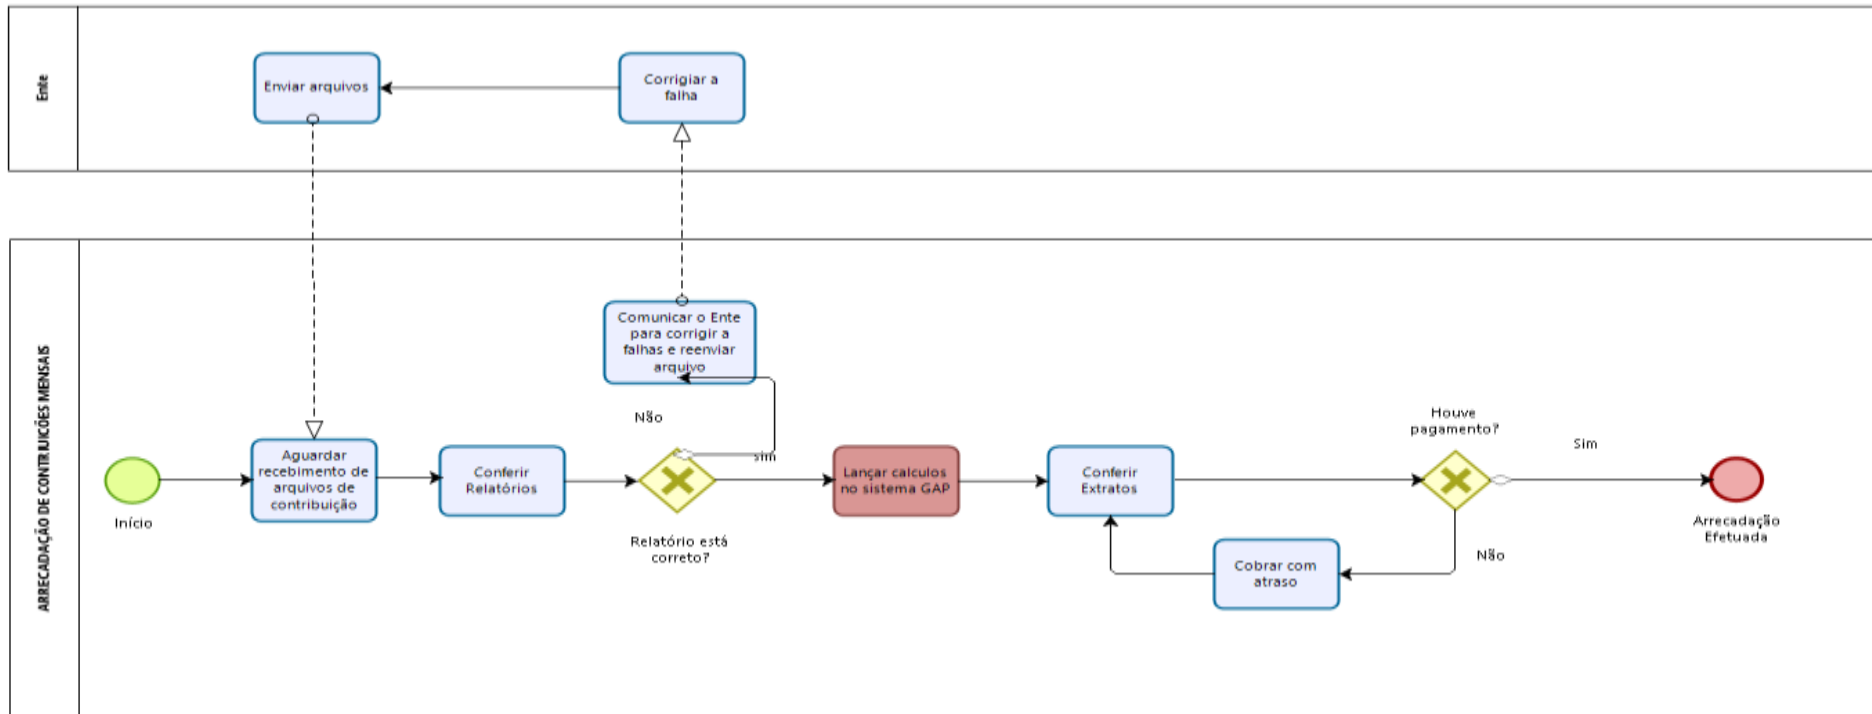 Ente
Enviar arquivos
Corrigiar a
falha
ARRECADAÇÃO DE CONTRIUICÕES MENSAIS
Início
Aguardar
recebimento de
arquivos de
contribuição
Conferir
Relatórios
Comunicar o Ente
para corrigir a
falhas e reenviar
arquivo
Não
sim
Relatório está
correto?
Lançar calculos
no sistema GAP
Conferir
Extratos
Cobrar com
atraso
Houve
pagamento?
Não
Sim
Arrecadação
Efetuada